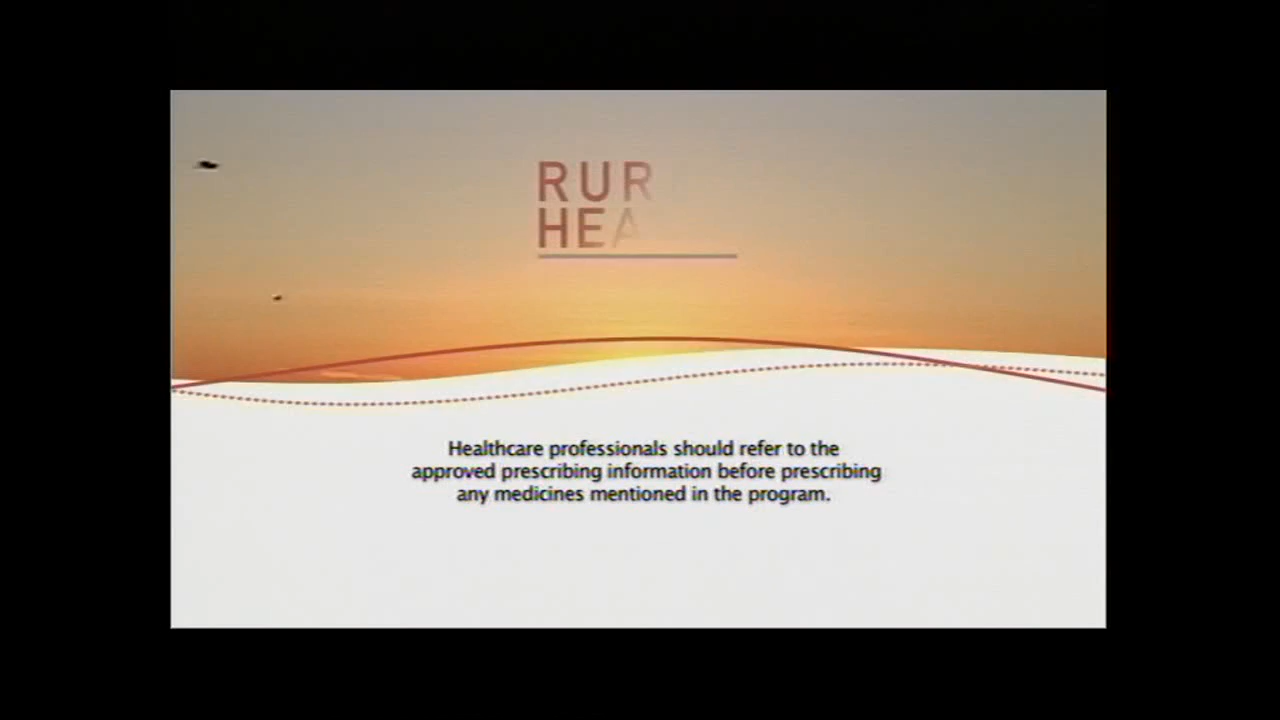 RUR
HEA
Healthcare professionals should refer to the
approved prescribing information before prescribing
any medicines mentioned in the program.